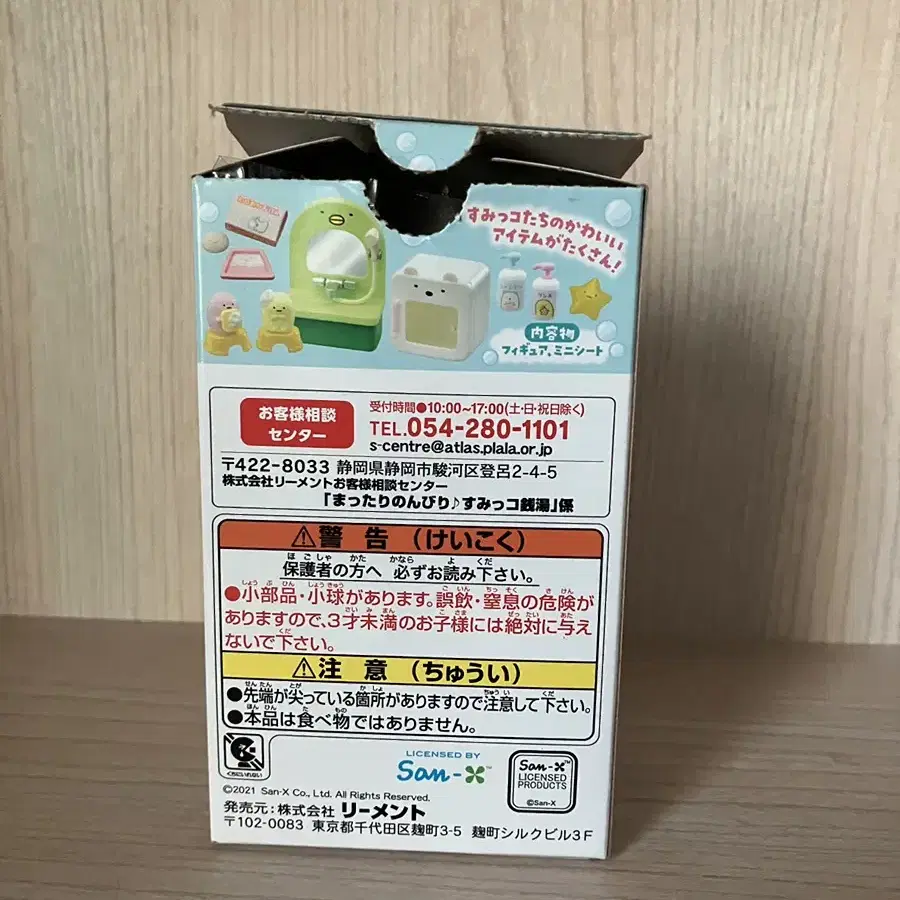 すみっコたちのかわいい
アイテムがたくさん!
内容物
フィギュア、ミニシート
お客様相談
センター
受付時間●10:00~17:00(土・日・祝日除く)
TEL.054-280-1101
s-centre@atlas.plala.or.jp
〒422-8033 静岡県静岡市駿河区登呂2-4-5
株式会社リーメントお客様相談センター
「まったりのんびり♪すみっコ銭湯」係
⚠警告(けいこく)
保護者の方へ 必ずお読み下さい。
●小部品・小球があります。誤飲・窒息の危険が
ありますので、3才未満のお子様には絶対に与え
ないで下さい。
⚠注意(ちゅうい)
●先端が尖っている箇所がありますので注意して下さい。
●本品は食べ物ではありません。
くちにいれない
LICENSED BY
San-X™
San-X™
LICENSED
PRODUCTS
©San-X
©2021 San-X Co., Ltd. All Rights Reserved.
発売元:株式会社 リーメント
〒102-0083 東京都千代田区麹町3-5 麹町シルクビル3F